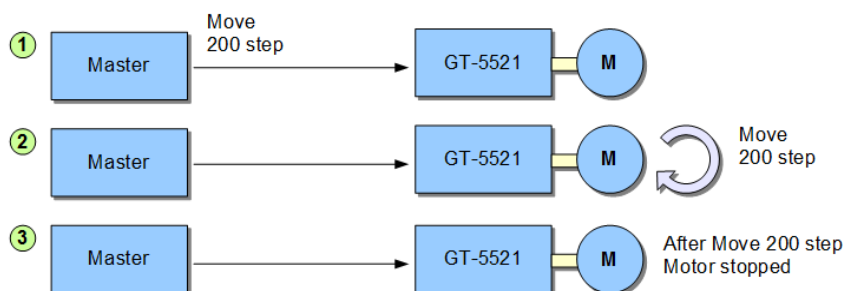 Move
200 step
1
Master
GT-5521
M
2
Master
GT-5521
M
Move
200 step
3
Master
GT-5521
M
After Move 200 step
Motor stopped